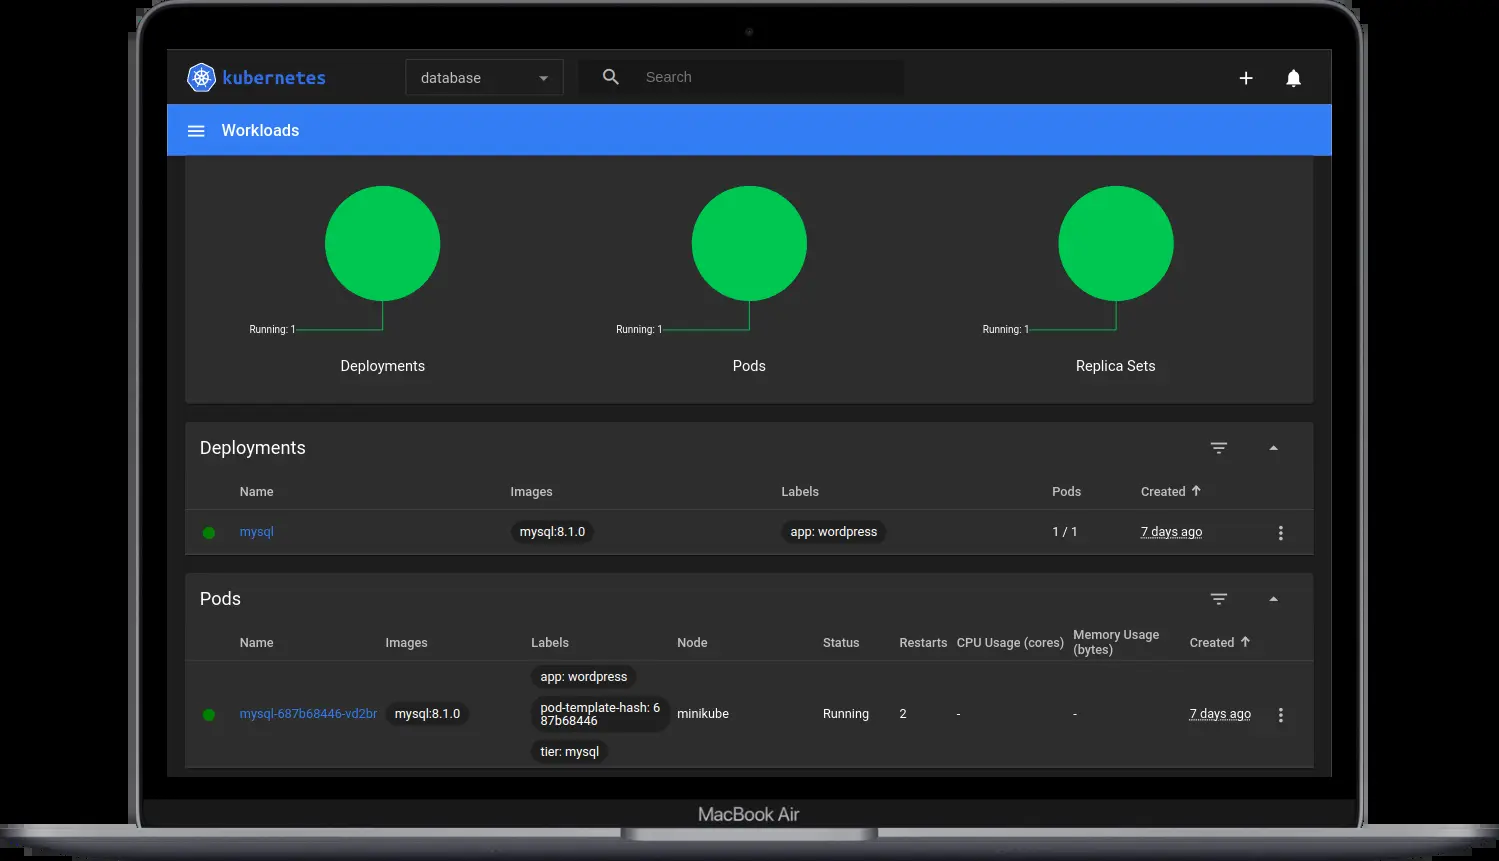 kubernetes
database
Search
Workloads
Running: 1
Running: 1
Running: 1
Deployments
Pods
Replica Sets
Deployments
Name Images Labels Pods Created
mysql mysql:8.1.0 app: wordpress 1 / 1 7 days ago
Pods
Name Images Labels Node Status Restarts CPU Usage (cores) Memory Usage
(bytes) Created
app: wordpress
mysql-687b68446-vd2br mysql:8.1.0 pod-template-hash: 6
87b68446 minikube Running 2 - - 7 days ago
tier: mysql
MacBook Air